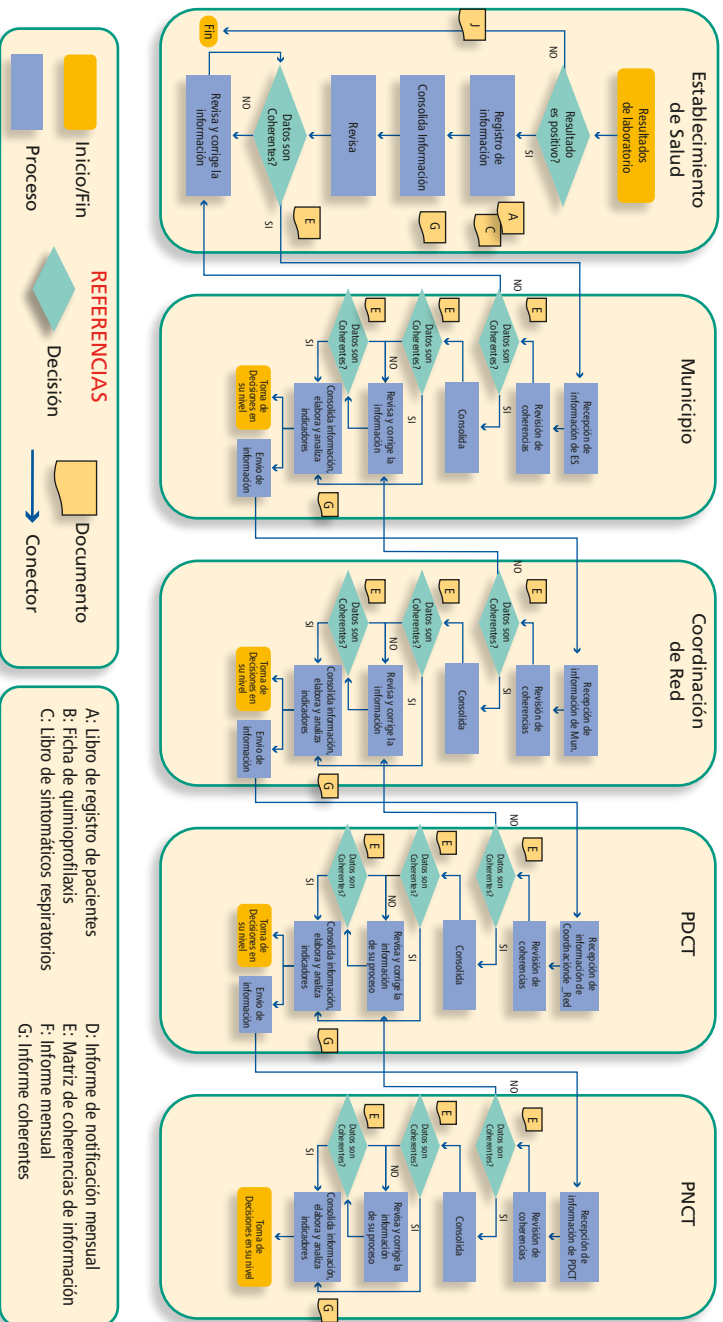 Establecimiento
de Salud
Resultados
de laboratorio
Resultado
es positivo?
NO
SI
J
Fin
Registro de
información
A
C
Consolida Información
G
Revisa
Datos son
Coherentes?
NO
SI
E
Revisa y corrige la
información
Municipio
Recepción de
información de ES
Revisión de
coherencias
E
Datos son
Coherentes?
NO
SI
Consolida
E
Datos son
Coherentes?
NO
SI
Revisa y corrige la
información
E
Datos son
Coherentes?
SI
Consolida información,
elabora y analiza
indicadores
G
Toma de
Decisiones en
su nivel
Envio de
información
Coordinación
de Red
Recepción de
información de Mun.
Revisión de
coherencias
E
Datos son
Coherentes?
NO
SI
Consolida
E
Datos son
Coherentes?
NO
SI
Revisa y corrige la
información
E
Datos son
Coherentes?
SI
Consolida información,
elabora y analiza
indicadores
G
Toma de
Decisiones en
su nivel
Envio de
información
PDCT
Recepción de
información de
Coordinaciónde _Red
Revisión de
coherencias
E
Datos son
Coherentes?
NO
SI
Consolida
E
Datos son
Coherentes?
NO
SI
Revisa y corrige la
información
de su proceso
E
Datos son
Coherentes?
SI
Consolida información,
elabora y analiza
indicadores
G
Toma de
Decisiones en
su nivel
Envio de
información
PNCT
Recepción de
información de PDCT
Revisión de
coherencias
E
Datos son
Coherentes?
NO
SI
Consolida
E
Datos son
Coherentes?
NO
SI
Revisa y corrige la
información
de su proceso
E
Datos son
Coherentes?
SI
Consolida información,
elabora y analiza
indicadores
G
Toma de
Decisiones en su nivel
REFERENCIAS
Inicio/Fin
Proceso
Decisión
Documento
Conector
A: Libro de registro de pacientes
B: Ficha de quimioprofilaxis
C: Libro de sintomáticos respiratorios
D: Informe de notificación mensual
E: Matriz de coherencias de información
F: Informe mensual
G: Informe coherentes